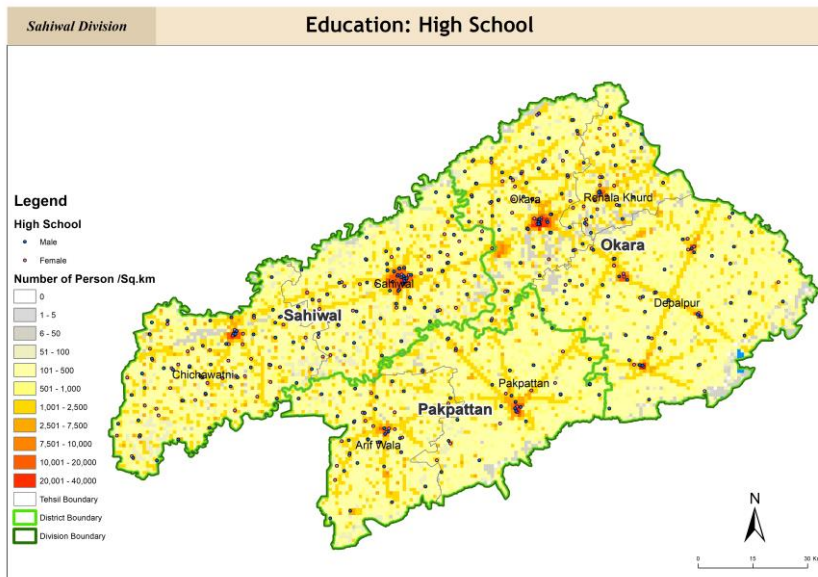 Sahiwal Division
Education: High School
Okara
Renala Khurd
Okara
Sahiwal
Sahiwal
Depalpur
Chichawatni
Pakpattan
Pakpattan
Arif Wala
Legend
High School
Male
Female
Number of Person /Sq.km
0
1 - 5
6 - 50
51 - 100
101 - 500
501 - 1,000
1,001 - 2,500
2,501 - 7,500
7,501 - 10,000
10,001 - 20,000
20,001 - 40,000
Tehsil Boundary
District Boundary
Division Boundary
N
0
15
30